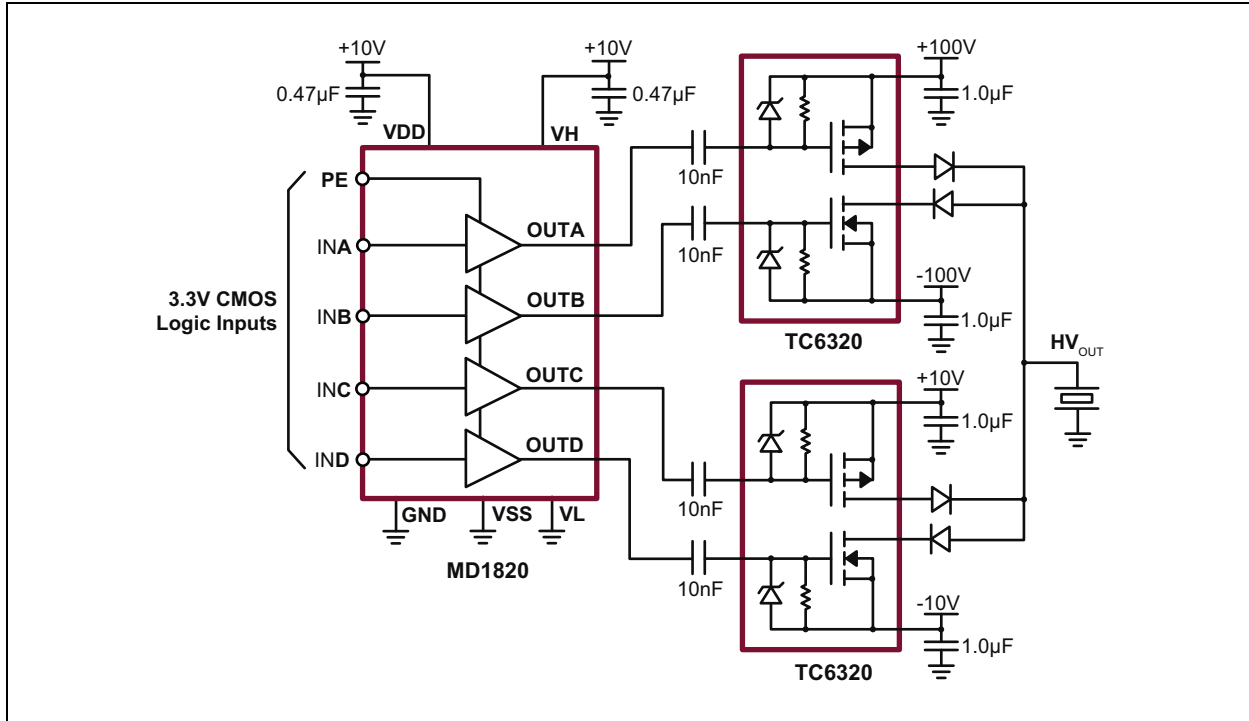 +10V
0.47µF
+10V
0.47µF
VDD
VH
PE
INA
INB
INC
IND
3.3V CMOS
Logic Inputs
OUTA
OUTB
OUTC
OUTD
GND
VSS
VL
MD1820
10nF
10nF
10nF
10nF
+100V
1.0µF
-100V
1.0µF
TC6320
HVOUT
+10V
1.0µF
-10V
1.0µF
TC6320